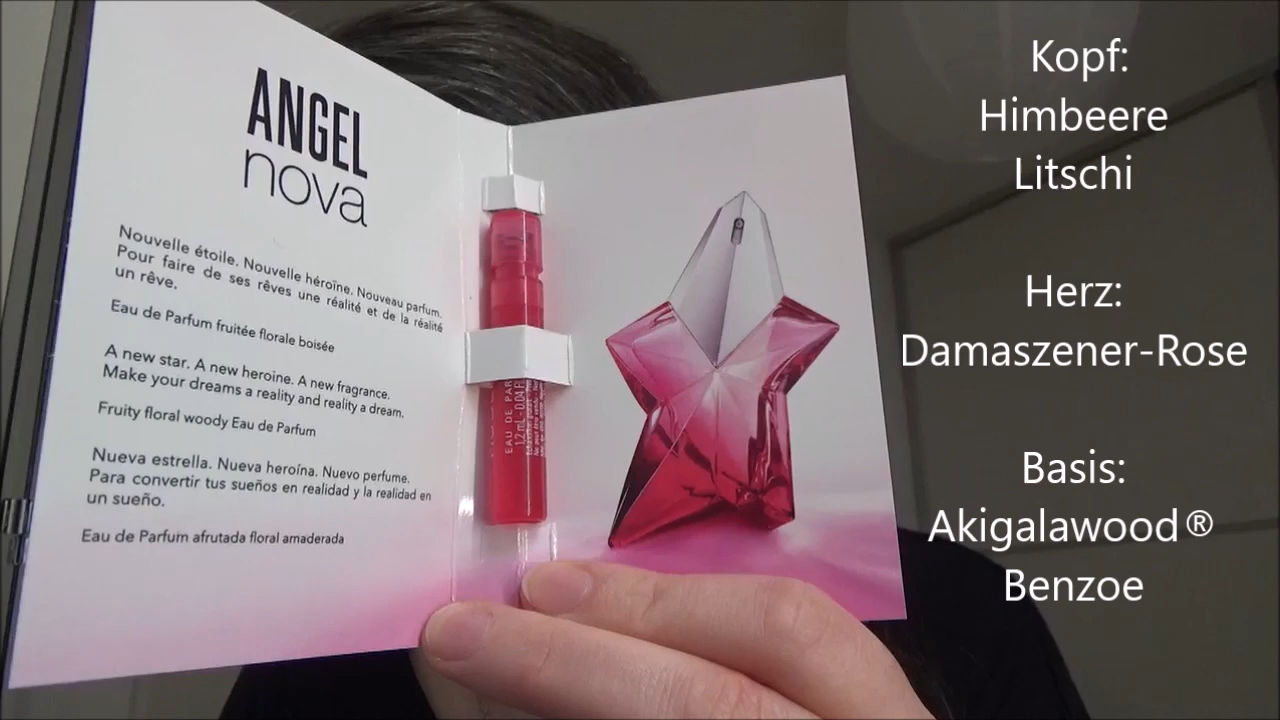 ANGEL
nova
Nouvelle étoile. Nouvelle héroïne. Nouveau parfum.
Pour faire de ses rêves une réalité et de la réalité
un rêve.
Eau de Parfum fruitée florale boisée
A new star. A new heroine. A new fragrance.
Make your dreams a reality and reality a dream.
Fruity floral woody Eau de Parfum
Nueva estrella. Nueva heroína. Nuevo perfume.
Para convertir tus sueños en realidad y la realidad en
un sueño.
Eau de Parfum afrutada floral amaderada
EAU DE PAR
1.2 mL - 0.04 F
Kopf:
Himbeere
Litschi
Herz:
Damaszener-Rose
Basis:
Akigalawood®
Benzoe